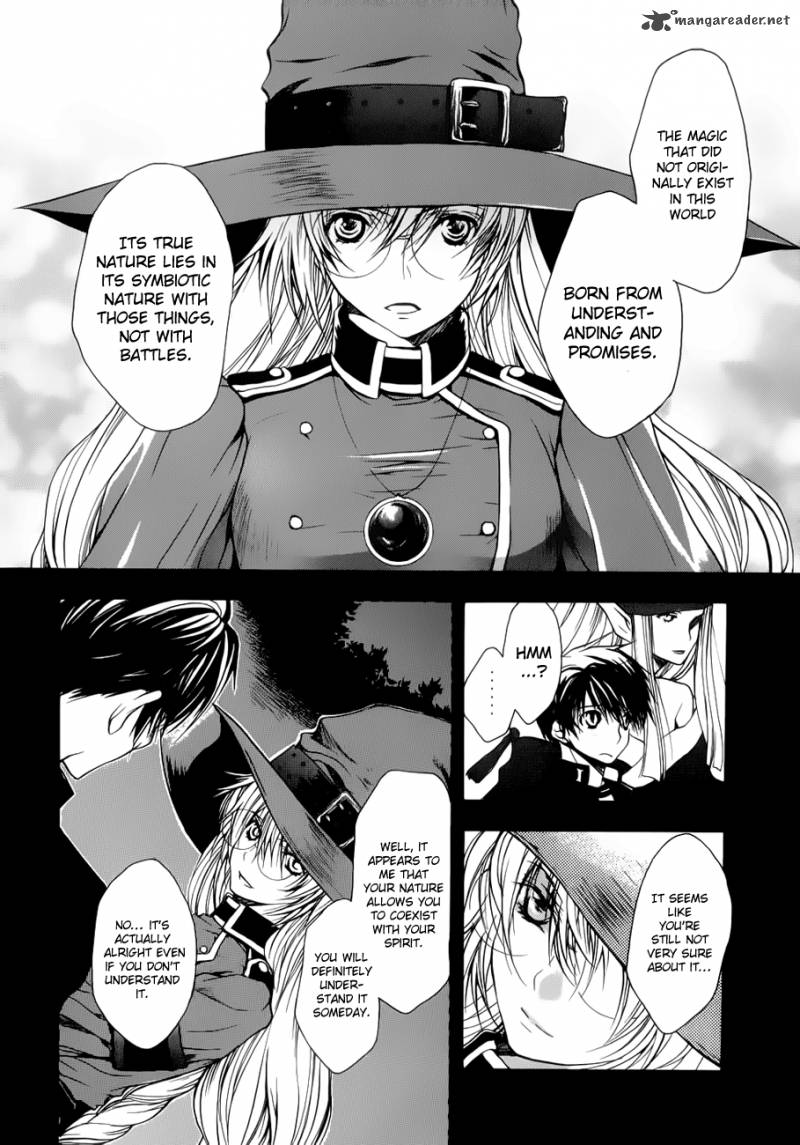 mangareader.net
THE MAGIC
THAT DID
NOT ORIGI-
NALLY EXIST
IN THIS
WORLD
BORN FROM
UNDERST-
ANDING AND
PROMISES.
ITS TRUE
NATURE LIES IN
ITS SYMBIOTIC
NATURE WITH
THOSE THINGS,
NOT WITH
BATTLES.
HMM
...?
......
IT SEEMS
LIKE
YOU'RE
STILL NOT
VERY SURE
ABOUT IT...
WELL, IT
APPEARS TO
ME THAT
YOUR NATURE
ALLOWS YOU
TO COEXIST
WITH YOUR
SPIRIT.
YOU WILL
DEFINITELY
UNDER-
STAND IT
SOMEDAY.
NO... IT'S
ACTUALLY
ALRIGHT EVEN
IF YOU DON'T
UNDERSTAND
IT.